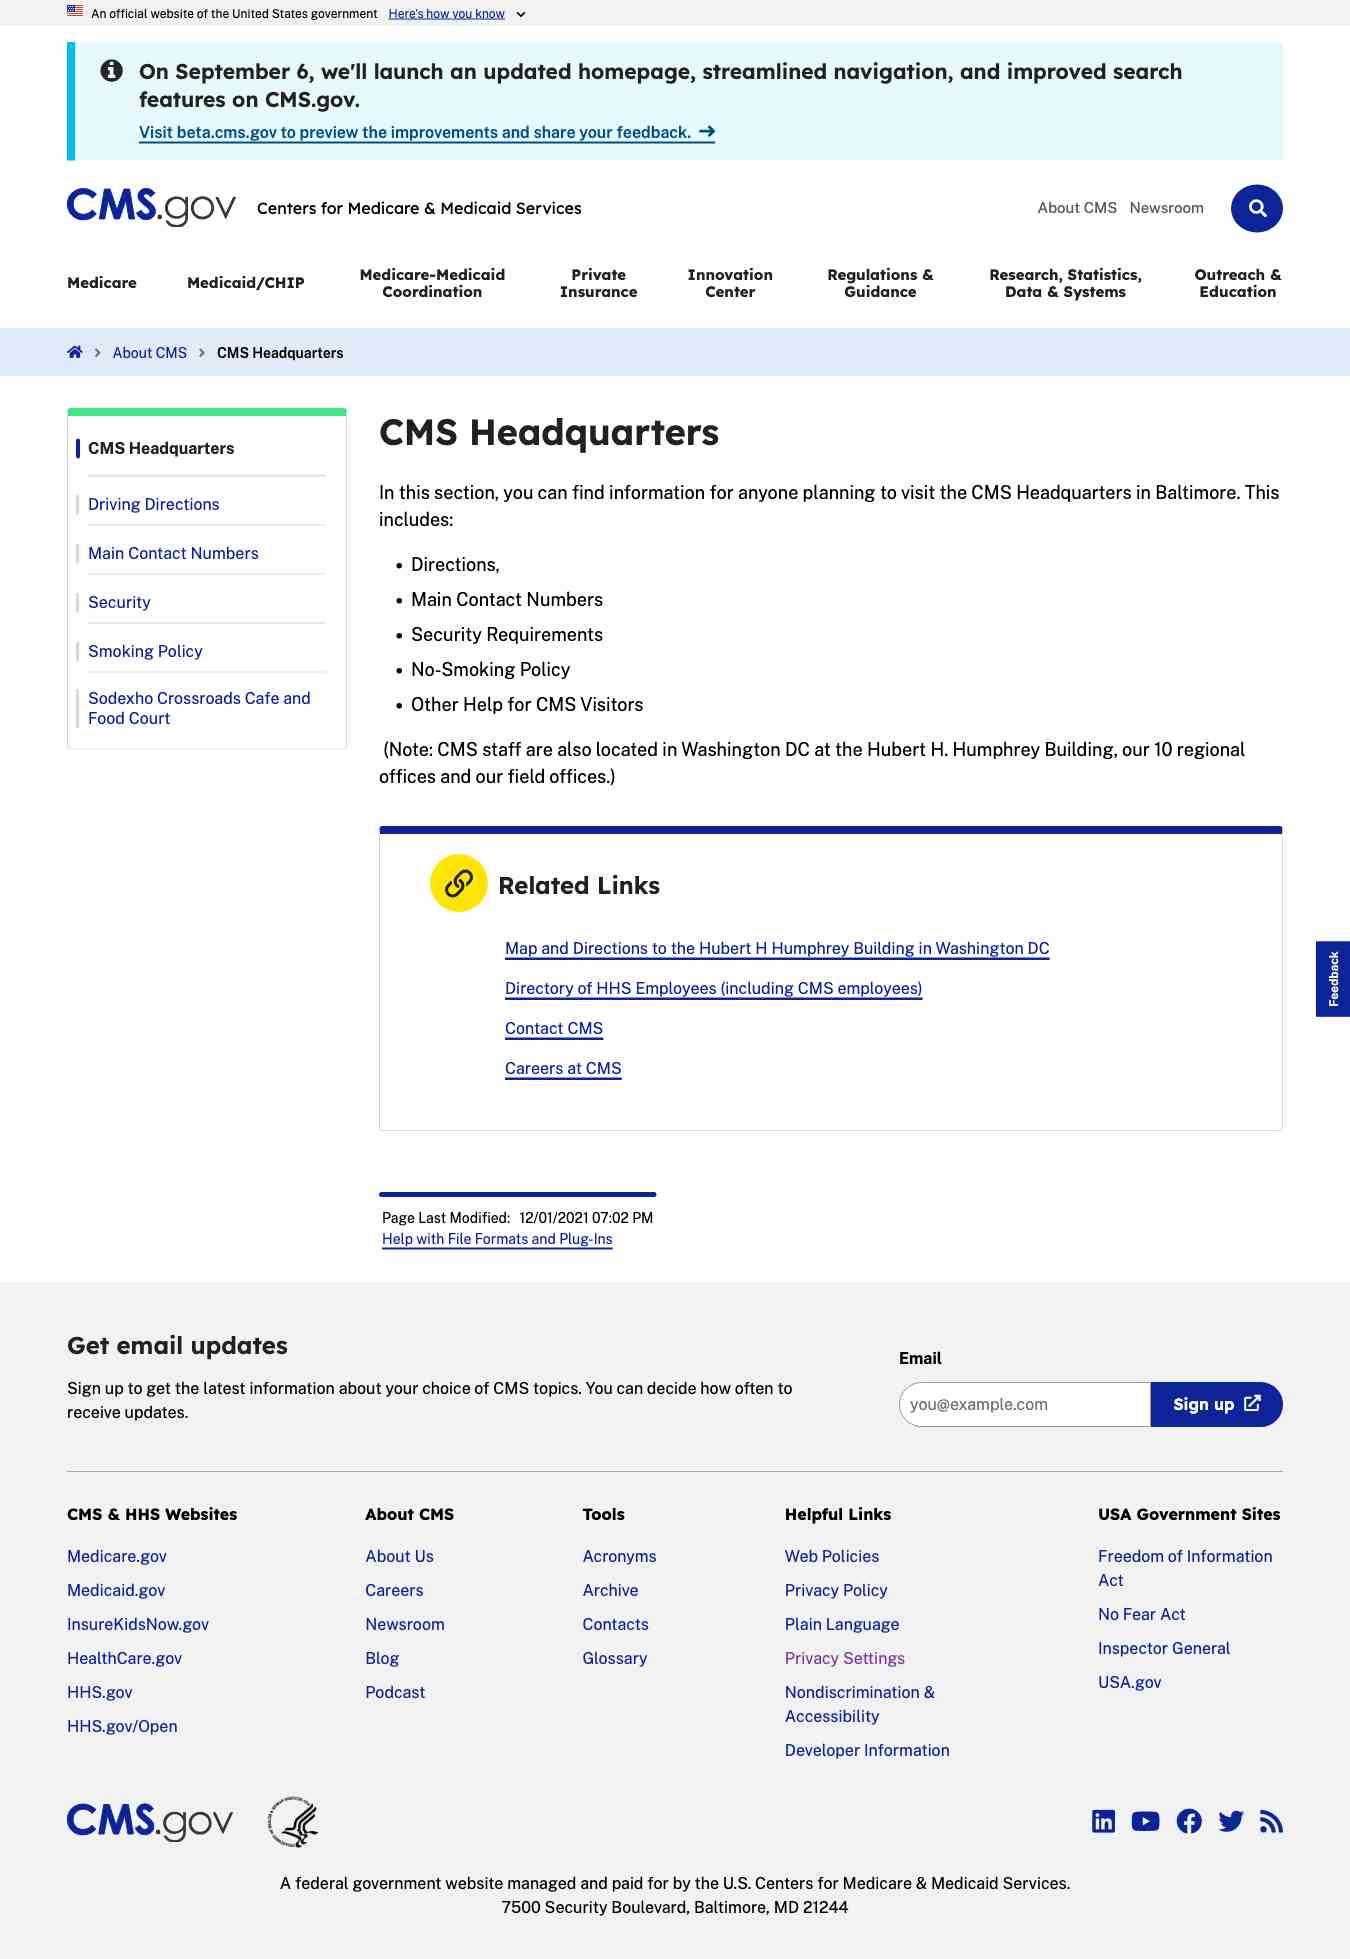 An official website of the United States government Here's how you know
On September 6, we'll launch an updated homepage, streamlined navigation, and improved search
features on CMS.gov.
Visit beta.cms.gov to preview the improvements and share your feedback.
CMS.gov Centers for Medicare & Medicaid Services
About CMS Newsroom
Medicare
Medicaid/CHIP
Medicare-Medicaid
Coordination
Private
Insurance
Innovation
Center
Regulations &
Guidance
Research, Statistics,
Data & Systems
Outreach &
Education
About CMS CMS Headquarters
CMS Headquarters
Driving Directions
Main Contact Numbers
Security
Smoking Policy
Sodexho Crossroads Cafe and
Food Court
CMS Headquarters
In this section, you can find information for anyone planning to visit the CMS Headquarters in Baltimore. This
includes:
• Directions,
• Main Contact Numbers
• Security Requirements
• No-Smoking Policy
• Other Help for CMS Visitors
(Note: CMS staff are also located in Washington DC at the Hubert H. Humphrey Building, our 10 regional
offices and our field offices.)
Related Links
Map and Directions to the Hubert H Humphrey Building in Washington DC
Directory of HHS Employees (including CMS employees)
Contact CMS
Careers at CMS
Feedback
Page Last Modified: 12/01/2021 07:02 PM
Help with File Formats and Plug-Ins
Get email updates
Sign up to get the latest information about your choice of CMS topics. You can decide how often to
receive updates.
Email
you@example.com
Sign up
CMS & HHS Websites
Medicare.gov
Medicaid.gov
InsureKidsNow.gov
HealthCare.gov
HHS.gov
HHS.gov/Open
About CMS
About Us
Careers
Newsroom
Blog
Podcast
Tools
Acronyms
Archive
Contacts
Glossary
Helpful Links
Web Policies
Privacy Policy
Plain Language
Privacy Settings
Nondiscrimination &
Accessibility
Developer Information
USA Government Sites
Freedom of Information
Act
No Fear Act
Inspector General
USA.gov
CMS.gov
A federal government website managed and paid for by the U.S. Centers for Medicare & Medicaid Services.
7500 Security Boulevard, Baltimore, MD 21244